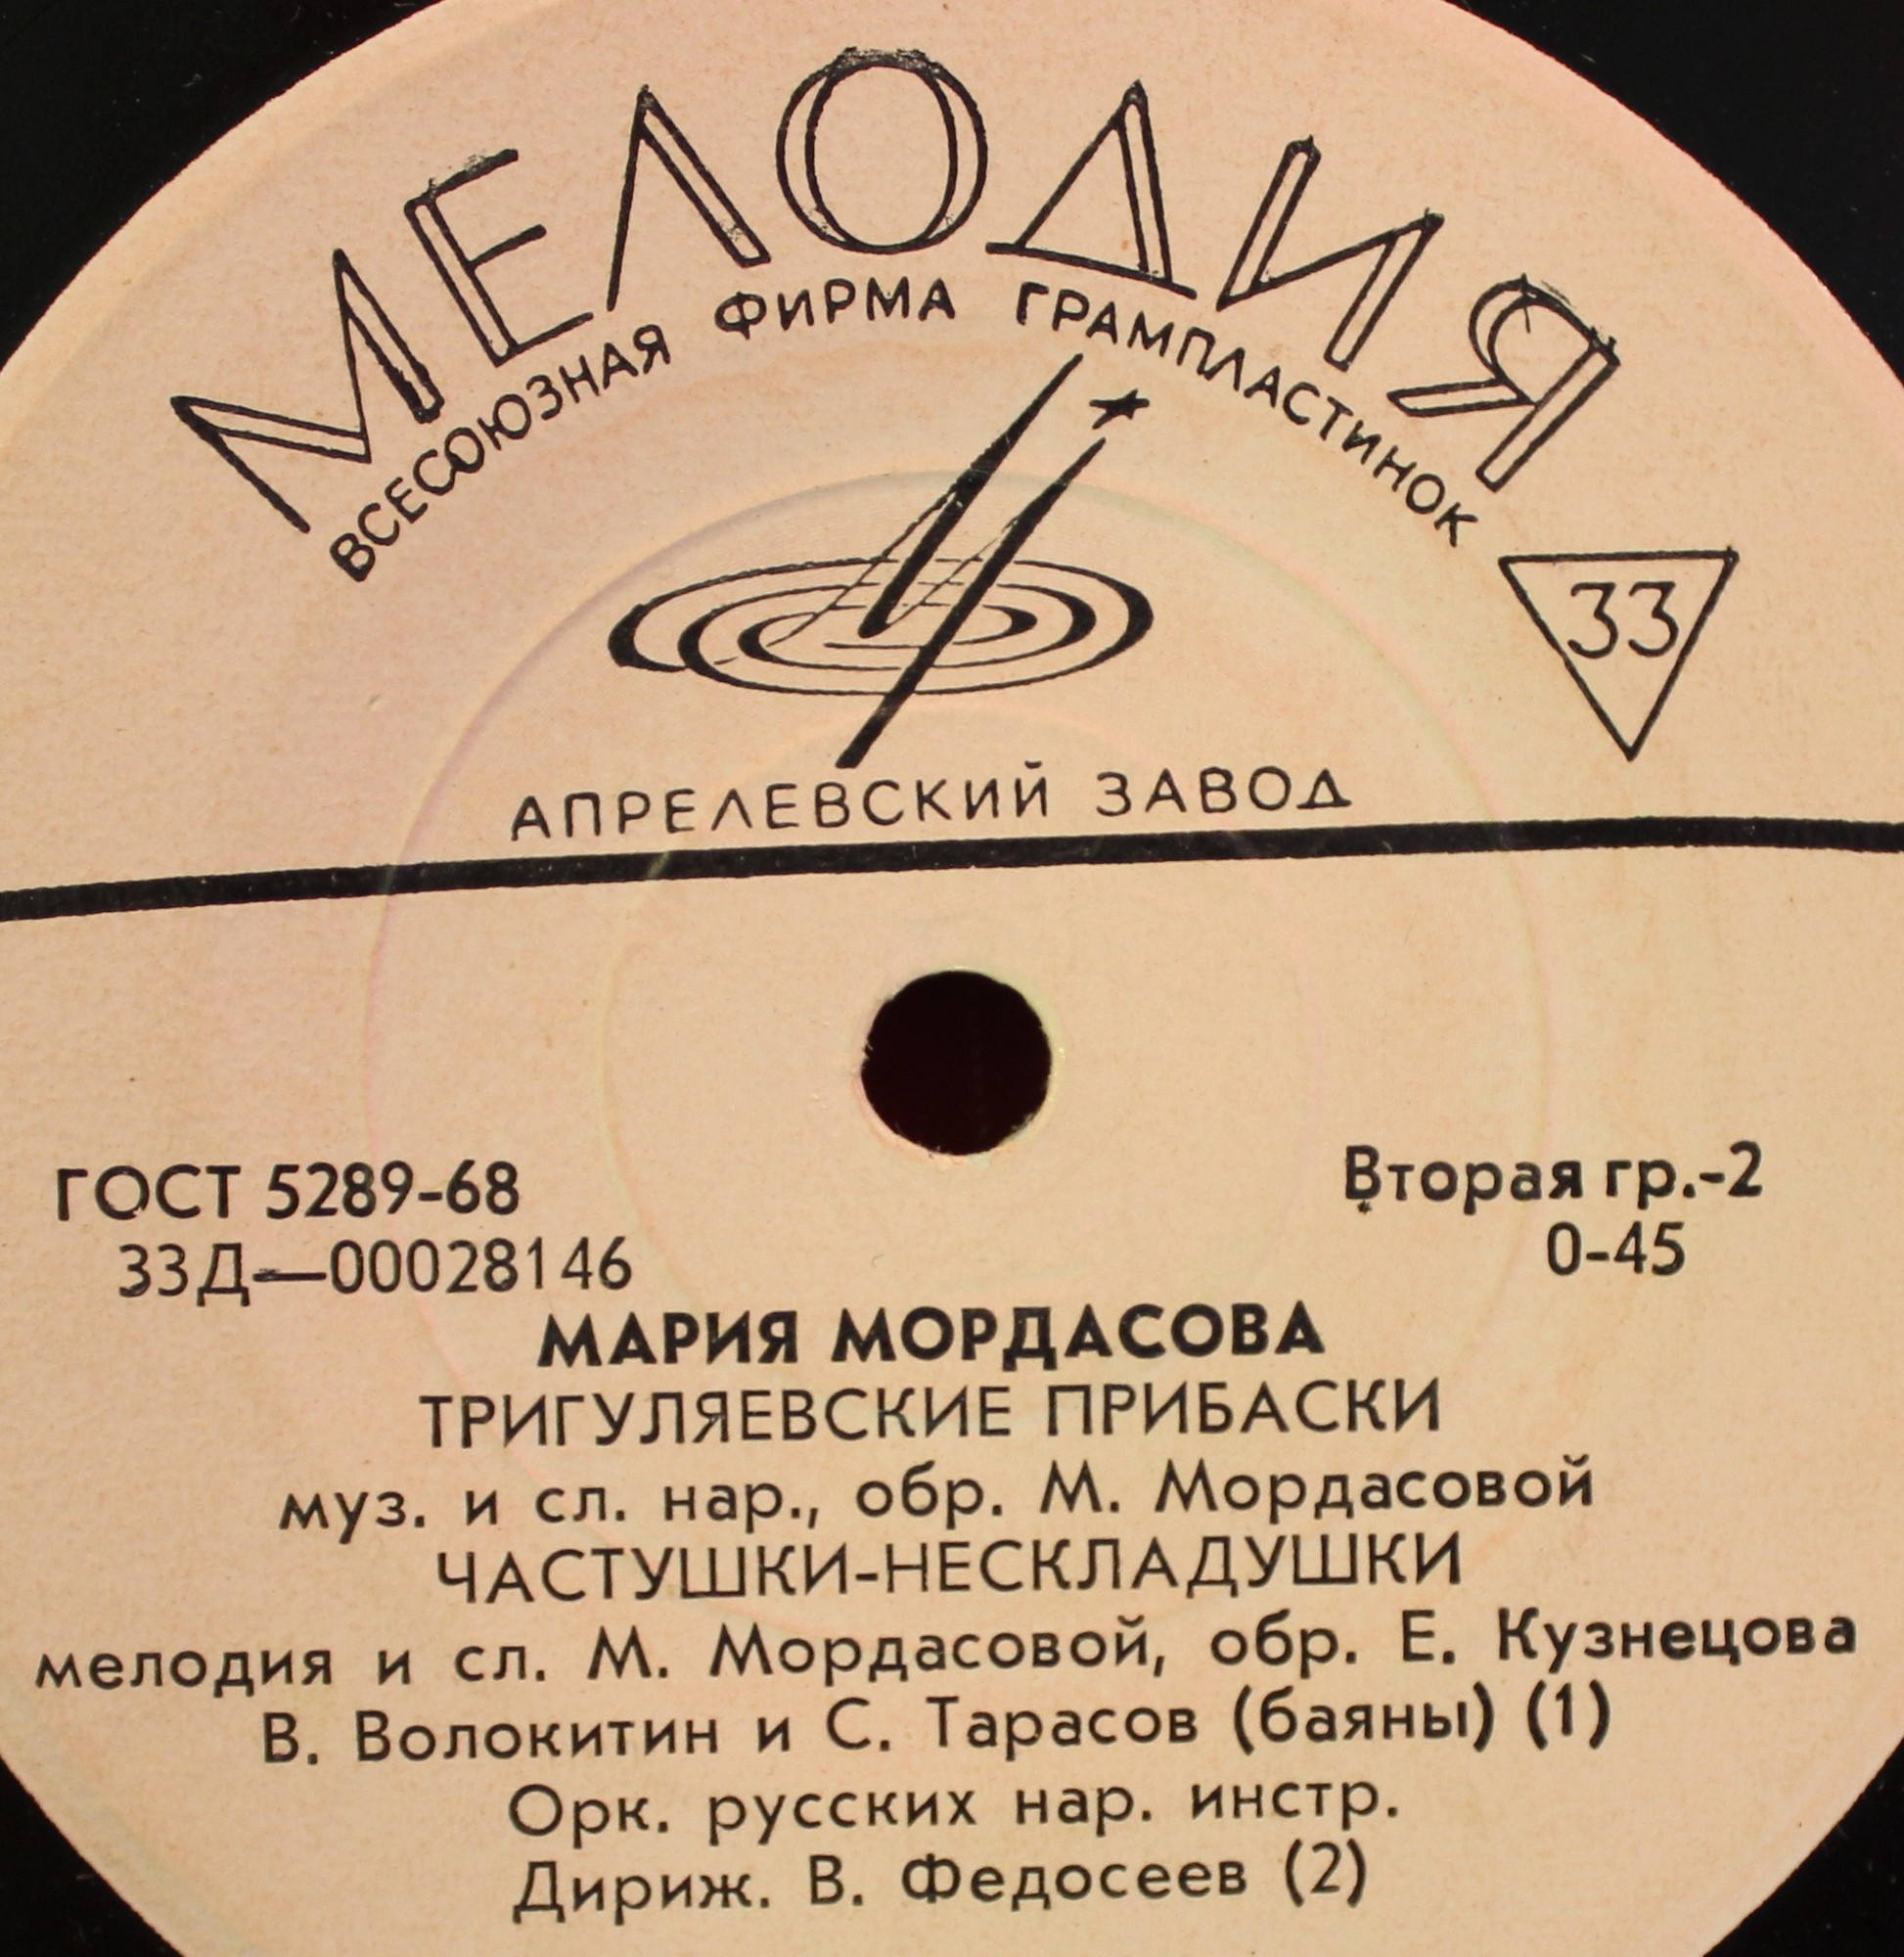 МЕЛОДИЯ
ВСЕСОЮЗНАЯ ФИРМА ГРАМПЛАСТИНОК
33
АПРЕЛЕВСКИЙ ЗАВОД
ГОСТ 5289-68
Вторая гр.-2
33Д—00028146
0-45
МАРИЯ МОРДАСОВА
ТРИГУЛЯЕВСКИЕ ПРИБАСКИ
муз. и сл. нар., обр. М. Мордасовой
ЧАСТУШКИ-НЕСКЛАДУШКИ
мелодия и сл. М. Мордасовой, обр. Е. Кузнецова
В. Волокитин и С. Тарасов (баяны) (1)
Орк. русских нар. инстр.
Дириж. В. Федосеев (2)